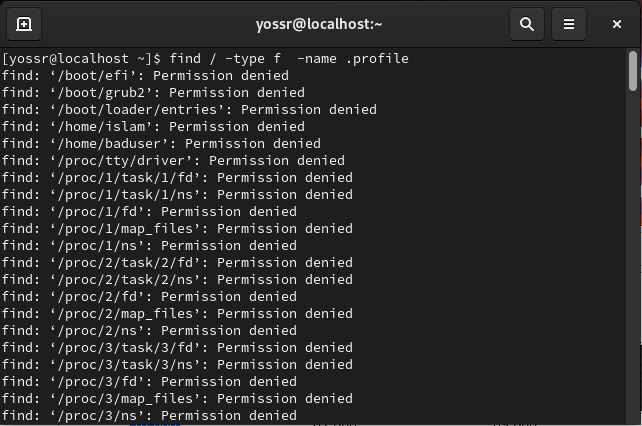 yossr@localhost:~
[yossr@localhost ~]$ find / -type f  -name .profile
find: ‘/boot/efi’: Permission denied
find: ‘/boot/grub2’: Permission denied
find: ‘/boot/loader/entries’: Permission denied
find: ‘/home/islam’: Permission denied
find: ‘/home/baduser’: Permission denied
find: ‘/proc/tty/driver’: Permission denied
find: ‘/proc/1/task/1/fd’: Permission denied
find: ‘/proc/1/task/1/ns’: Permission denied
find: ‘/proc/1/fd’: Permission denied
find: ‘/proc/1/map_files’: Permission denied
find: ‘/proc/1/ns’: Permission denied
find: ‘/proc/2/task/2/fd’: Permission denied
find: ‘/proc/2/task/2/ns’: Permission denied
find: ‘/proc/2/fd’: Permission denied
find: ‘/proc/2/map_files’: Permission denied
find: ‘/proc/2/ns’: Permission denied
find: ‘/proc/3/task/3/fd’: Permission denied
find: ‘/proc/3/task/3/ns’: Permission denied
find: ‘/proc/3/fd’: Permission denied
find: ‘/proc/3/map_files’: Permission denied
find: ‘/proc/3/ns’: Permission denied